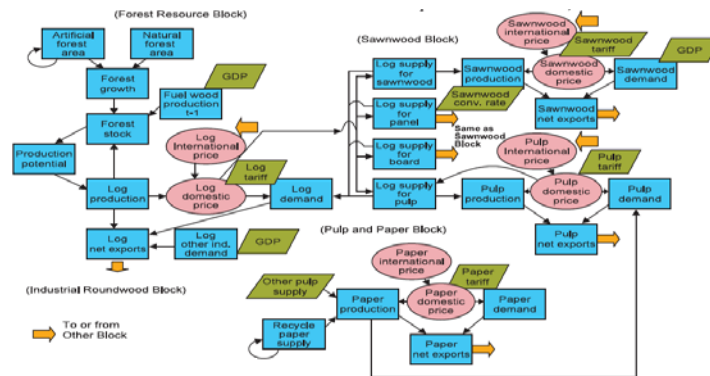 (Forest Resource Block)
Artificial
forest area
Natural
forest area
Forest
growth
GDP
Fuel wood
production
t-1
Forest
stock
Production
potential
Log
International
price
Log
tariff
Log
production
Log
domestic
price
Log
demand
Log
net exports
Log
other ind.
demand
GDP
(Industrial Roundwood Block)
To or from
Other Block
(Sawnwood Block)
Sawnwood
international
price
Sawnwood
tariff
GDP
Log supply
for
sawnwood
Sawnwood
production
Sawnwood
domestic
price
Sawnwood
demand
Sawnwood
conv. rate
Log supply
for panel
Sawnwood
net exports
Same as
Sawnwood
Block
Log supply
for
board
Pulp
International
price
Pulp
tariff
Log supply
for
pulp
Pulp
production
Pulp
domestic
price
Pulp
demand
Pulp
net exports
(Pulp and Paper Block)
Paper
international
price
Other pulp
supply
Paper
tariff
Paper
production
Paper
domestic
price
Paper
demand
Recycle
paper
supply
Paper
net exports